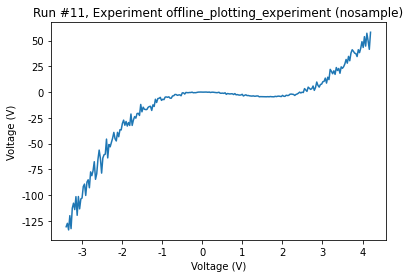 Run #11, Experiment offline_plotting_experiment (nosample)
50
25
0
-25
-50
-75
-100
-125
Voltage (V)
-3 -2 -1 0 1 2 3 4
Voltage (V)